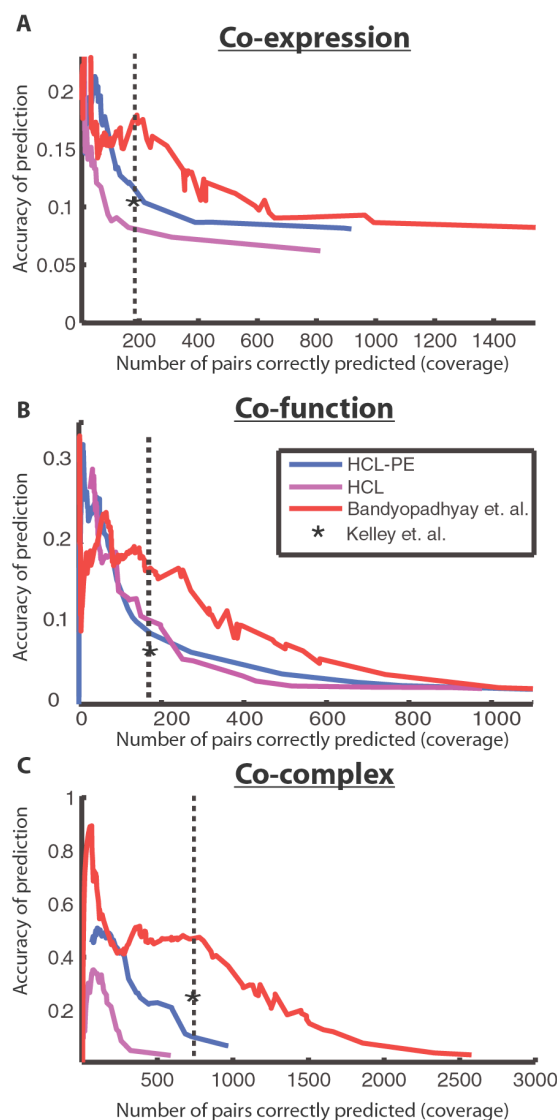 A
Co-expression
Accuracy of prediction
0.2
0.15
0.1
0.05
0
*
200 400 600 800 1000 1200 1400
Number of pairs correctly predicted (coverage)
B
Co-function
Accuracy of prediction
0.3
0.2
0.1
0
HCL-PE
HCL
Bandyopadhyay et. al.
* Kelley et. al.
*
0 200 400 600 800 1000
Number of pairs correctly predicted (coverage)
C
Co-complex
Accuracy of prediction
1
0.8
0.6
0.4
0.2
*
500 1000 1500 2000 2500 3000
Number of pairs correctly predicted (coverage)